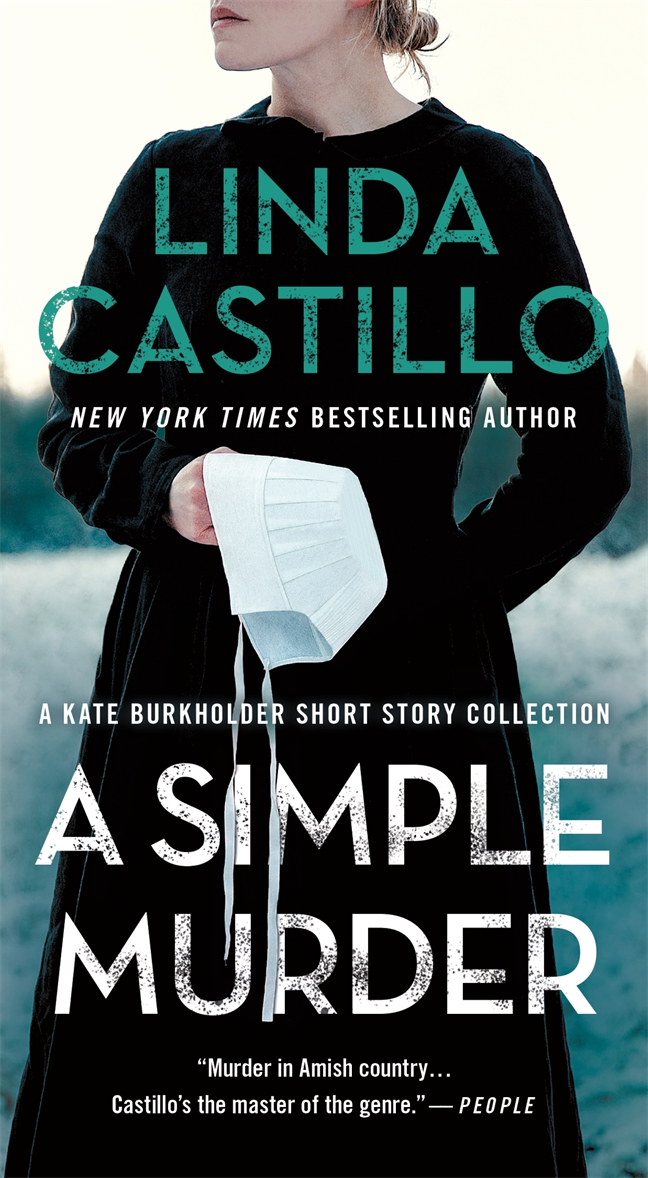 LINDA
CASTILLO
NEW YORK TIMES BESTSELLING AUTHOR
A KATE BURKHOLDER SHORT STORY COLLECTION
A SIMPLE
MURDER
“Murder in Amish country…
Castillo’s the master of the genre.”—PEOPLE